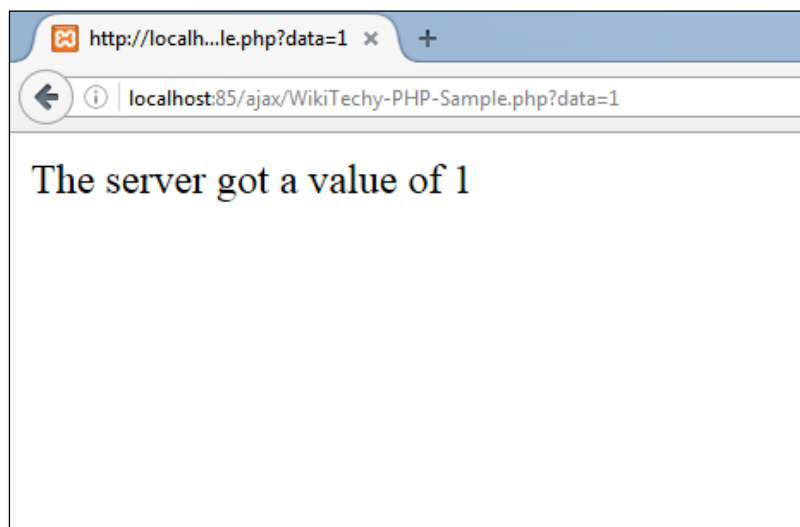 http://localh...le.php?data=1
localhost:85/ajax/WikiTechy-PHP-Sample.php?data=1
The server got a value of 1